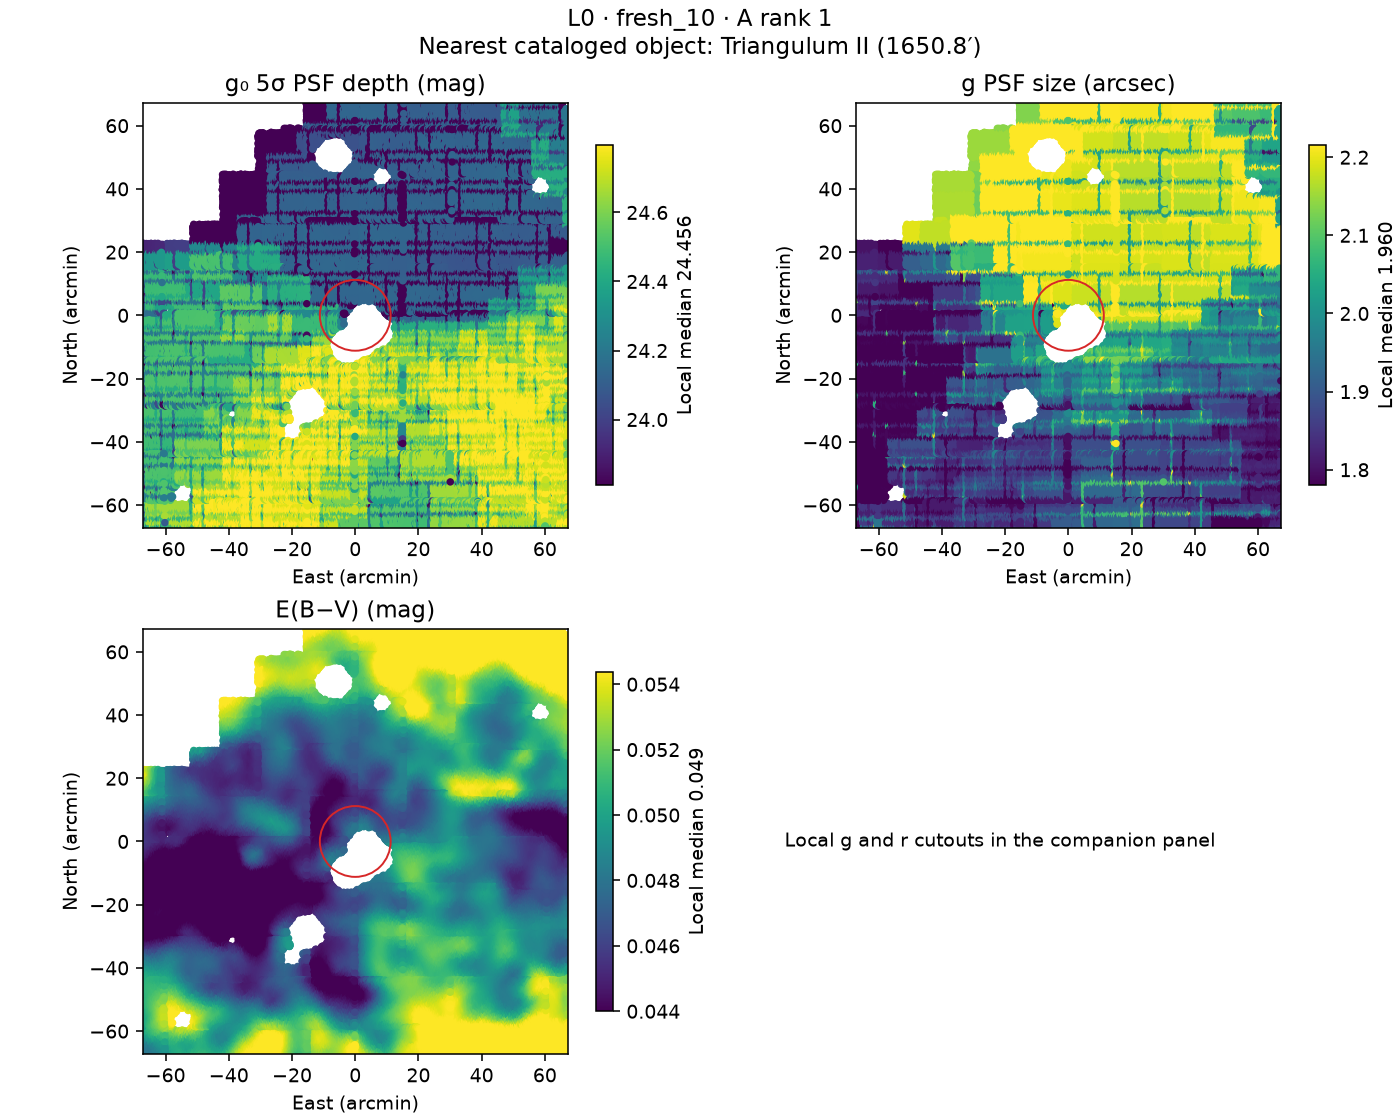 L0 · fresh_10 · A rank 1
Nearest cataloged object: Triangulum II (1650.8′)
g₀ 5σ PSF depth (mag)
60
40
20
0
−20
−40
−60
North (arcmin)
−60 −40 −20 0 20 40 60
East (arcmin)
24.6
24.4
24.2
24.0
Local median 24.456
g PSF size (arcsec)
60
40
20
0
−20
−40
−60
North (arcmin)
−60 −40 −20 0 20 40 60
East (arcmin)
2.2
2.1
2.0
1.9
1.8
Local median 1.960
E(B−V) (mag)
60
40
20
0
−20
−40
−60
North (arcmin)
−60 −40 −20 0 20 40 60
East (arcmin)
0.054
0.052
0.050
0.048
0.046
0.044
Local median 0.049
Local g and r cutouts in the companion panel